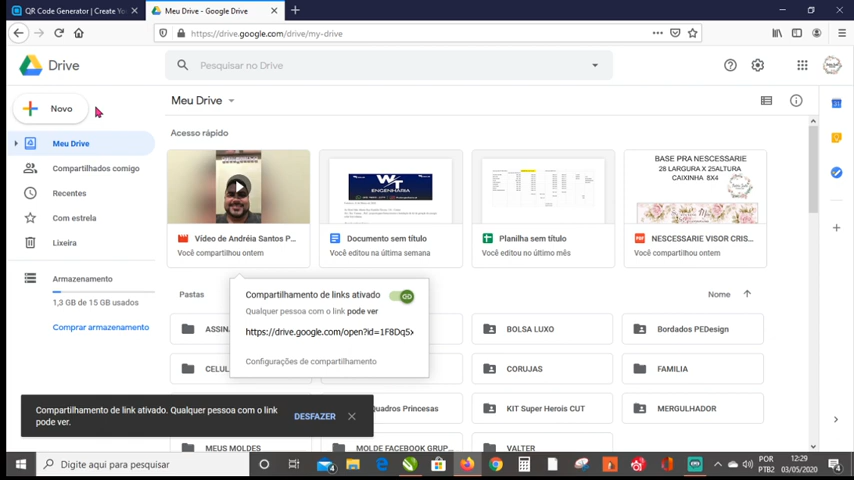 QR Code Generator | Create You
Meu Drive - Google Drive
https://drive.google.com/drive/my-drive
Drive
Pesquisar no Drive
Novo
Meu Drive
Acesso rápido
Meu Drive
Compartilhados comigo
Recentes
Com estrela
Lixeira
Armazenamento
1,3 GB de 15 GB usados
Comprar armazenamento
WT
ENGENHARIA
BASE PRA NESCESSARIE
28 LARGURA X 25ALTURA
CAIXINHA 8X4
Vídeo de Andréia Santos P...
Você compartilhou ontem
Documento sem título
Você editou na última semana
Planilha sem título
Você editou no último mês
PDF
NESCESSARIE VISOR CRIS...
Você compartilhou ontem
Pastas
Nome
Compartilhamento de links ativado
Qualquer pessoa com o link pode ver
https://drive.google.com/open?id=1F8Dq5
Configurações de compartilhamento
ASSIN
BOLSA LUXO
Bordados PEDesign
CELU
CORUJAS
FAMILIA
Quadros Princesas
KIT Super Herois CUT
MERGULHADOR
MEUS MOLDES
MOLDE FACEBOOK GRUP...
VALTER
Compartilhamento de link ativado. Qualquer pessoa com o link
pode ver.
DESFAZER
Digite aqui para pesquisar
4
POR
PTB2
12:29
03/05/2020